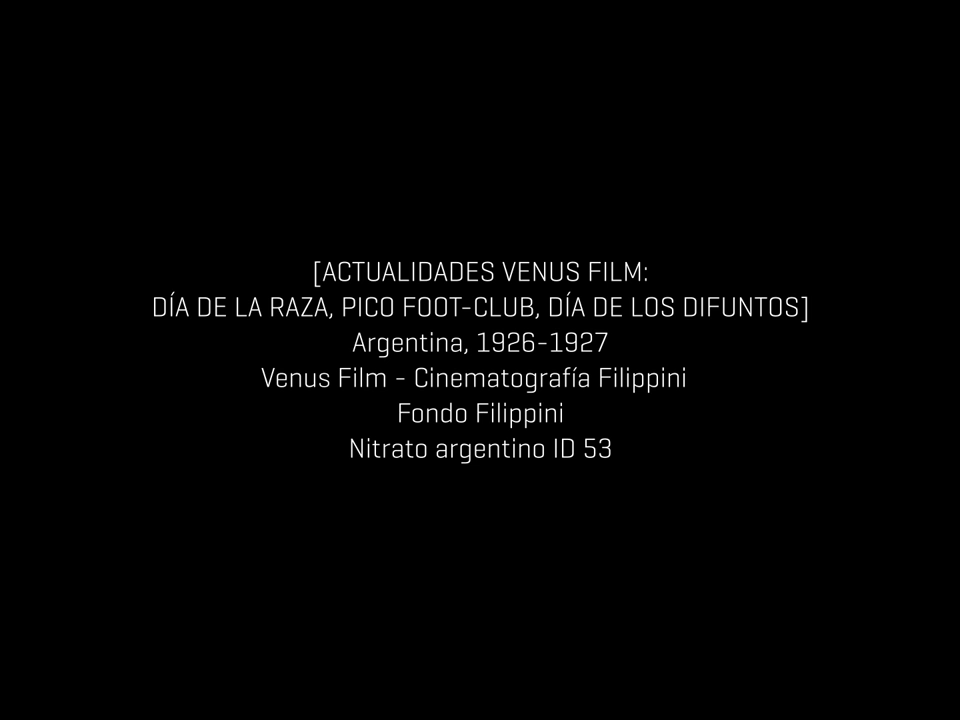 [ACTUALIDADES VENUS FILM:
DÍA DE LA RAZA, PICO FOOT-CLUB, DÍA DE LOS DIFUNTOS]
Argentina, 1926-1927
Venus Film - Cinematografía Filippini
Fondo Filippini
Nitrato argentino ID 53